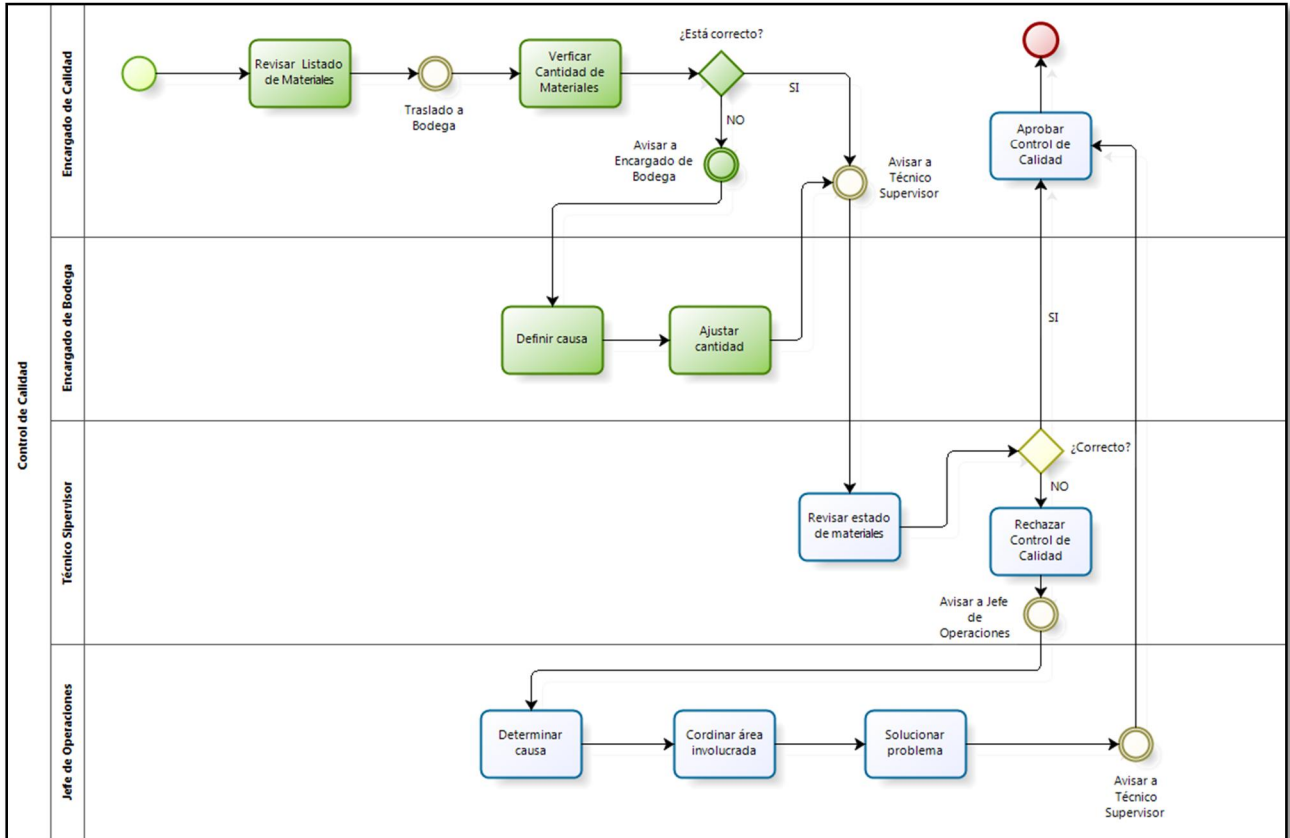 Control de Calidad
Encargado de Calidad
Revisar Listado
de Materiales
Traslado a
Bodega
Verficar
Cantidad de
Materiales
¿Está correcto?
SI
NO
Avisar a
Encargado de
Bodega
Avisar a
Técnico
Supervisor
Aprobar
Control de
Calidad
Encargado de Bodega
Definir causa
Ajustar
cantidad
SI
Técnico Sipervisor
Revisar estado
de materiales
¿Correcto?
NO
Rechazar
Control de
Calidad
Avisar a Jefe
de
Operaciones
Jefe de Operaciones
Determinar
causa
Cordinar área
involucrada
Solucionar
problema
Avisar a
Técnico
Supervisor